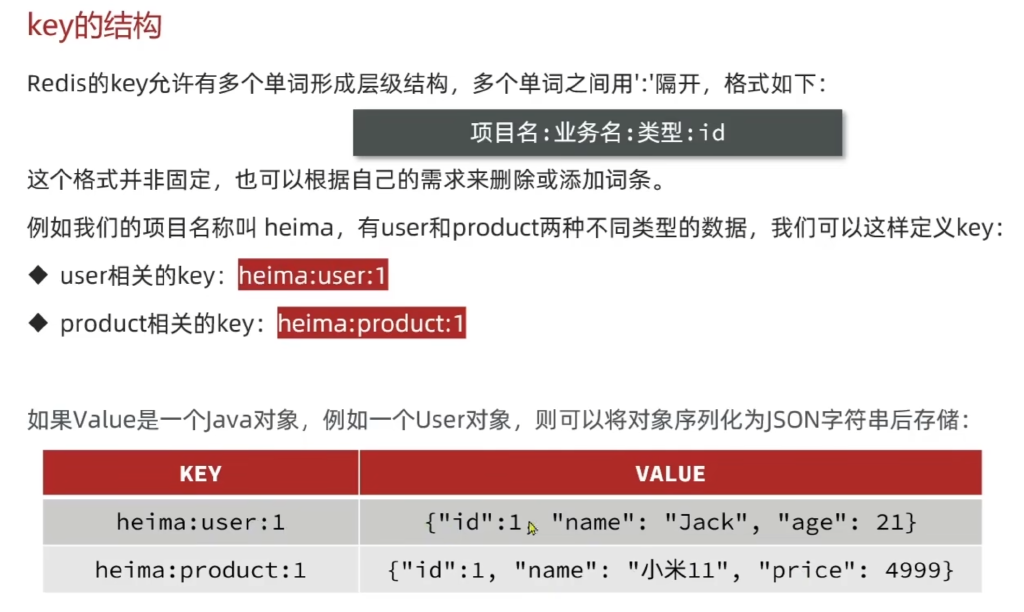 key的结构
Redis的key允许有多个单词形成层级结构，多个单词之间用':'隔开，格式如下：
项目名:业务名:类型:id
这个格式并非固定，也可以根据自己的需求来删除或添加词条。
例如我们的项目名称叫 heima，有user和product两种不同类型的数据，我们可以这样定义key：
◆ user相关的key：heima:user:1
◆ product相关的key：heima:product:1
如果Value是一个Java对象，例如一个User对象，则可以将对象序列化为JSON字符串后存储：
KEY VALUE
heima:user:1 {"id":1, "name": "Jack", "age": 21}
heima:product:1 {"id":1, "name": "小米11", "price": 4999}